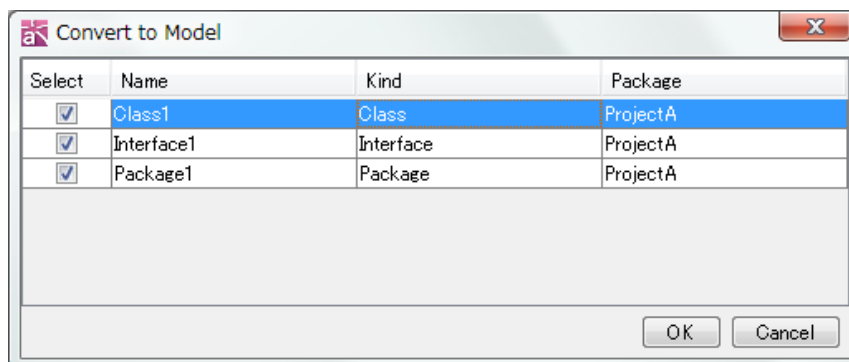 Convert to Model
Select Name Kind Package
Class1 Class ProjectA
Interface1 Interface ProjectA
Package1 Package ProjectA
OK Cancel